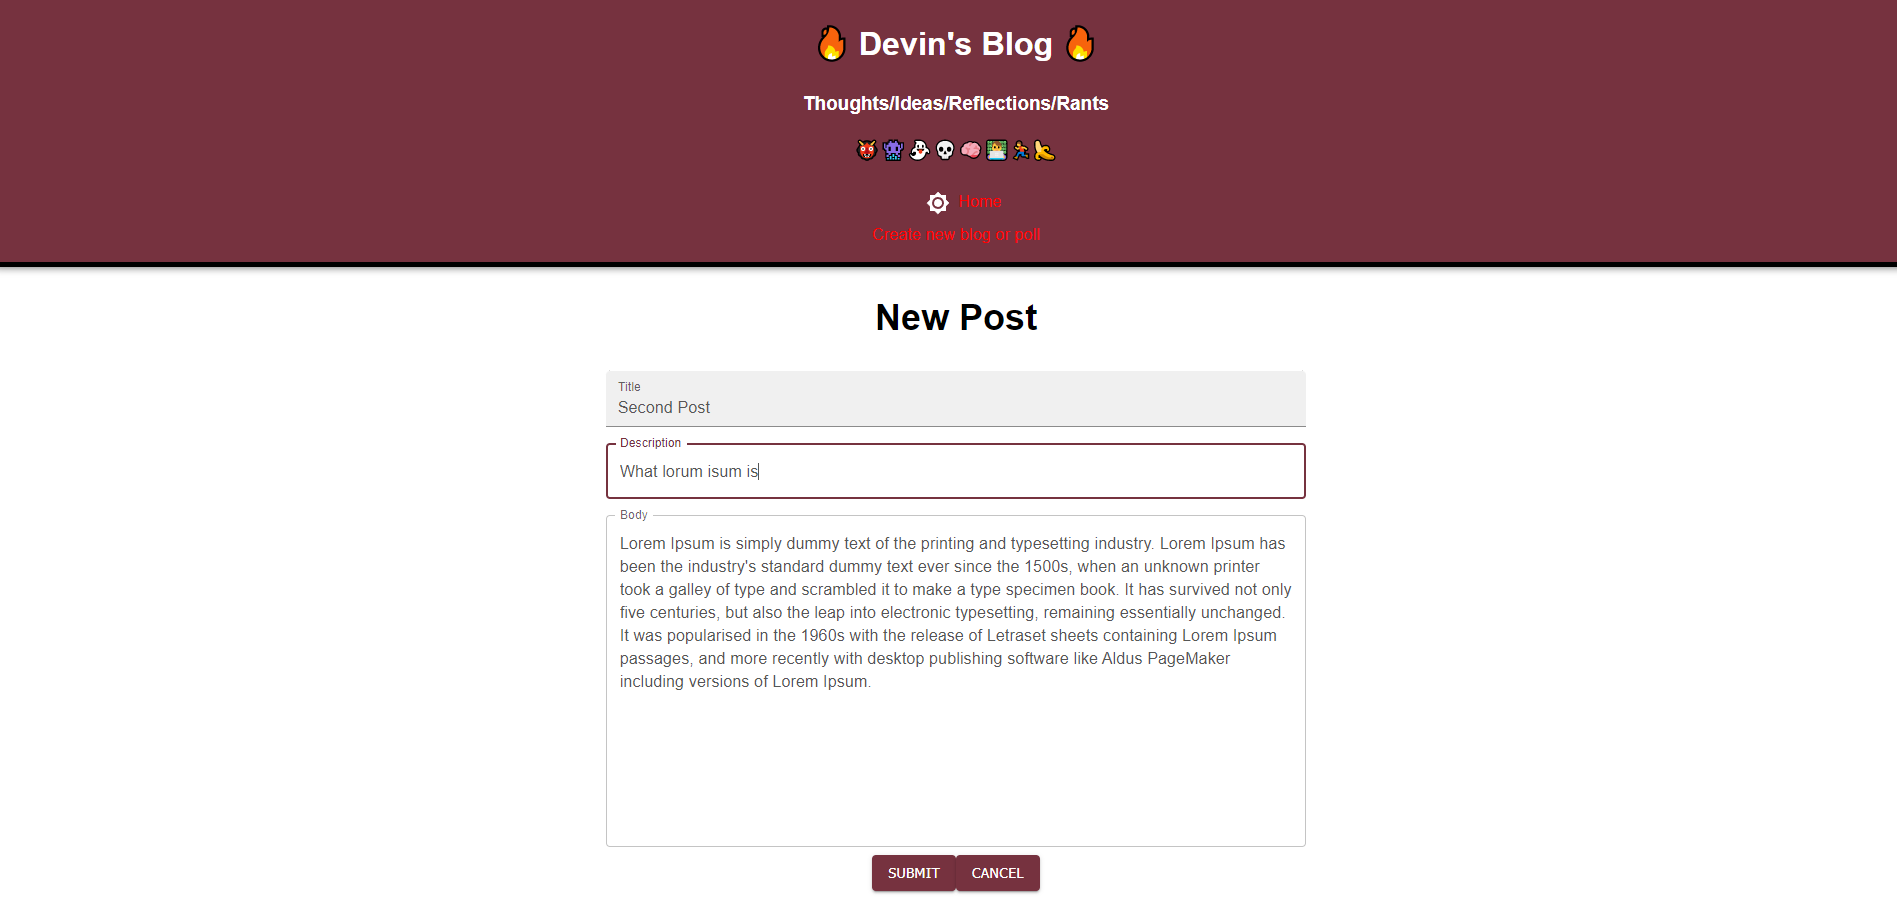 🔥 Devin's Blog 🔥
Thoughts/Ideas/Reflections/Rants
Home
Create new blog or poll
New Post
Title
Second Post
Description
What lorum isum is
Body
Lorem Ipsum is simply dummy text of the printing and typesetting industry. Lorem Ipsum has
been the industry's standard dummy text ever since the 1500s, when an unknown printer
took a galley of type and scrambled it to make a type specimen book. It has survived not only
five centuries, but also the leap into electronic typesetting, remaining essentially unchanged.
It was popularised in the 1960s with the release of Letraset sheets containing Lorem Ipsum
passages, and more recently with desktop publishing software like Aldus PageMaker
including versions of Lorem Ipsum.
SUBMIT CANCEL